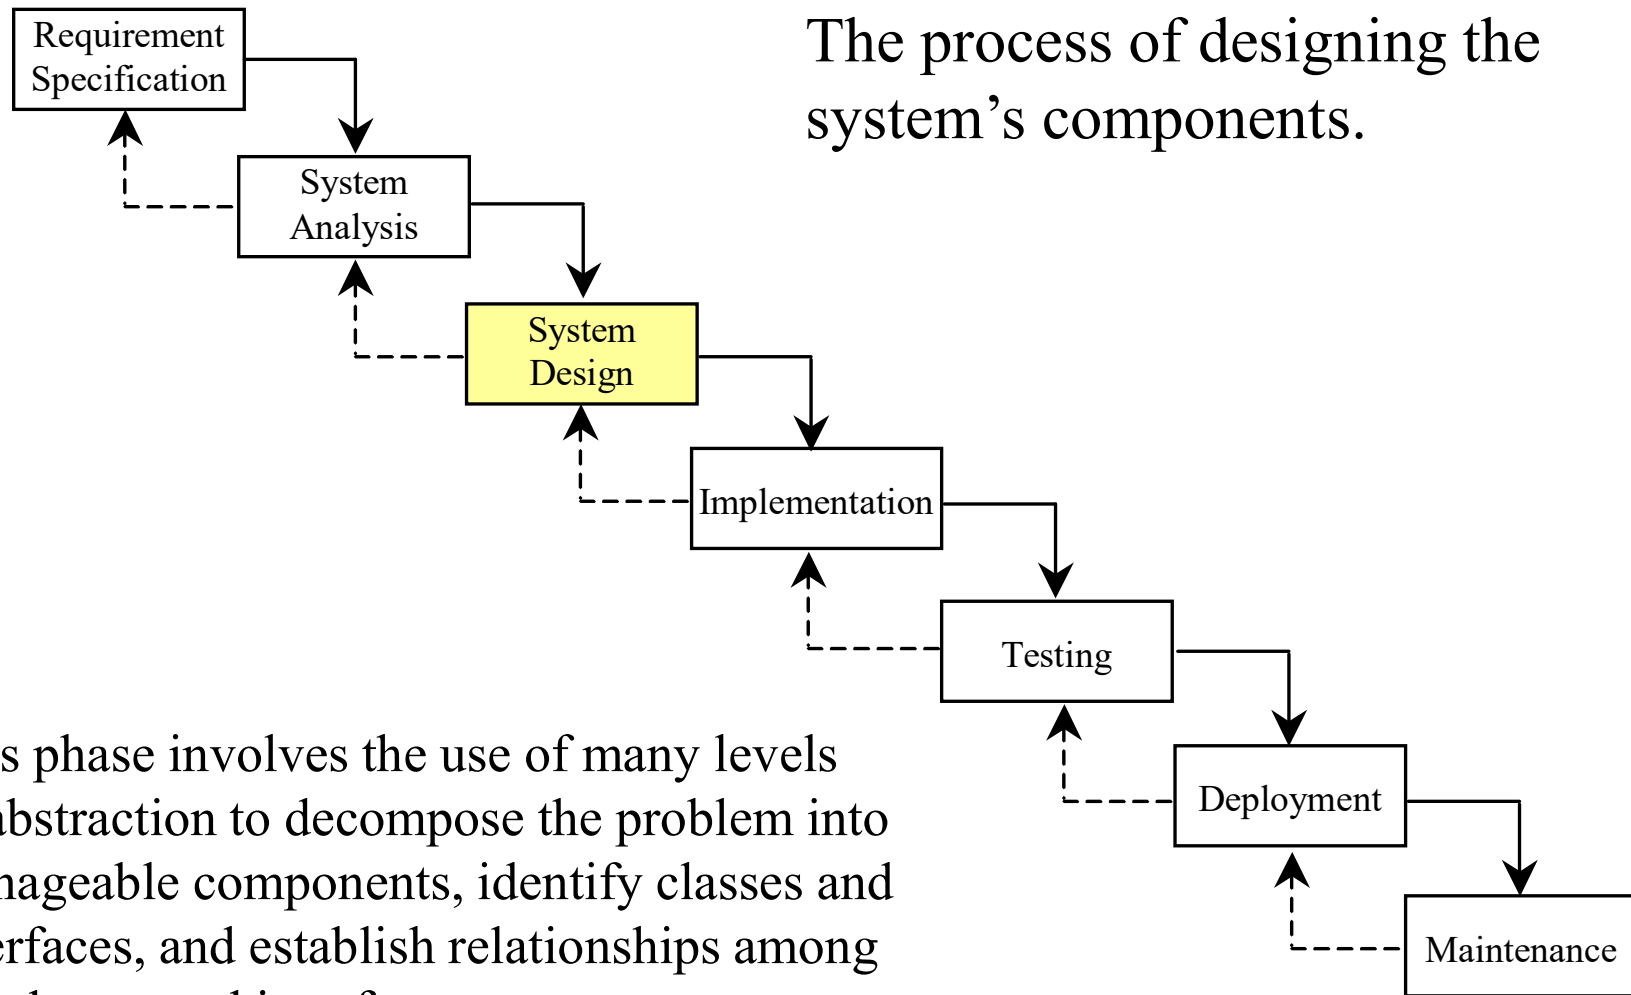 Requirement
Specification
The process of designing the
system’s components.
System
Analysis
System
Design
Implementation
Testing
s phase involves the use of many levels
abstraction to decompose the problem into
nageable components, identify classes and
erfaces, and establish relationships among
Deployment
Maintenance